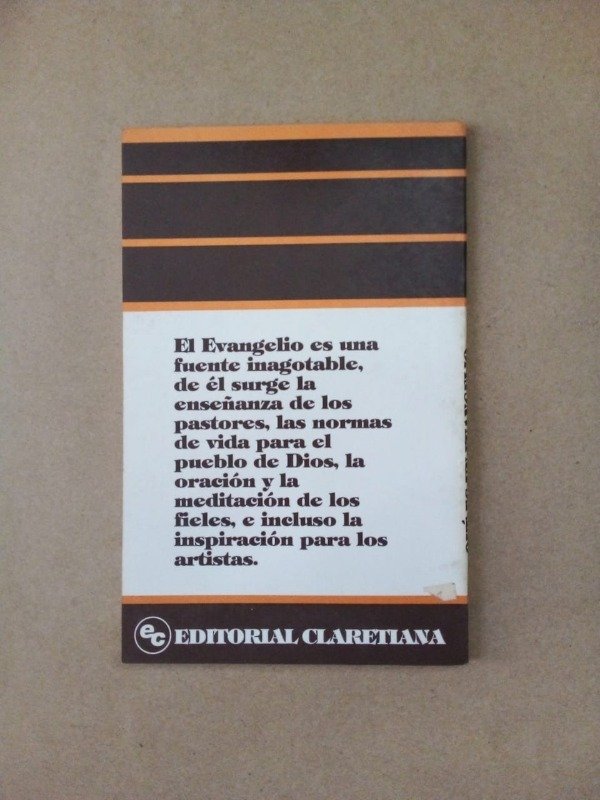 El Evangelio es una
fuente inagotable,
de él surge la
enseñanza de los
pastores, las normas
de vida para el
pueblo de Dios, la
oración y la
meditación de los
fieles, e incluso la
inspiración para los
artistas.
ec EDITORIAL CLARETIANA